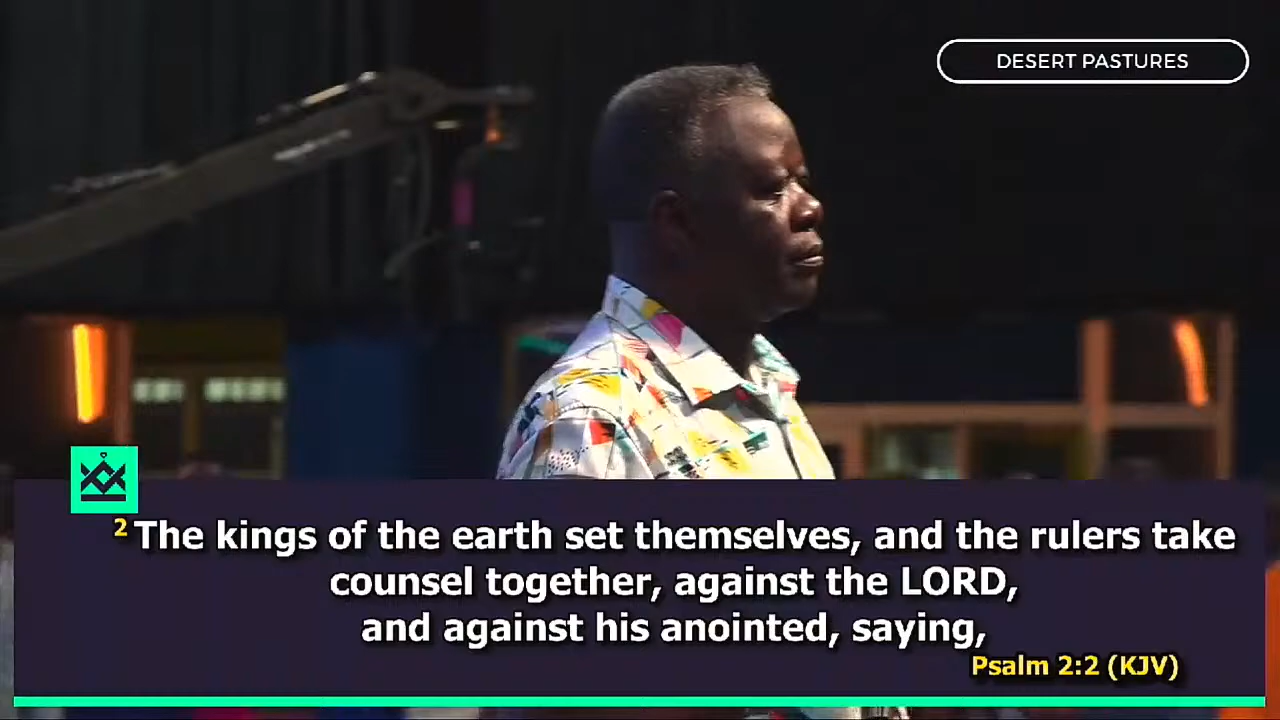 DESERT PASTURES
2 The kings of the earth set themselves, and the rulers take
counsel together, against the LORD,
and against his anointed, saying,
Psalm 2:2 (KJV)